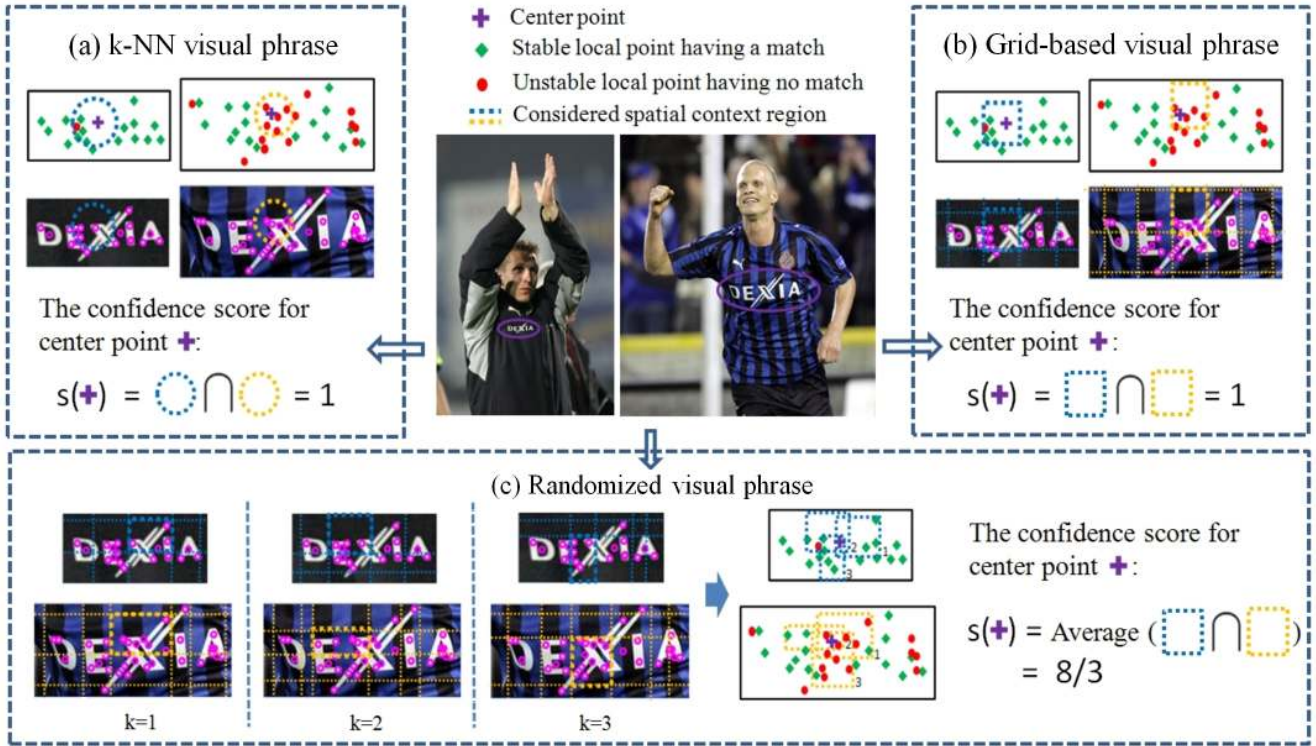 Center point
Stable local point having a match
Unstable local point having no match
Considered spatial context region
(a) k-NN visual phrase
DEXIA
DEXIA
The confidence score for
center point :
s( ) = ⋂ = 1
DEXIA
DEXIA
(b) Grid-based visual phrase
DEXIA
DEXIA
The confidence score for
center point :
s( ) = ⋂ = 1
(c) Randomized visual phrase
DEXIA
DEXIA
DEXIA
DEXIA
DEXIA
DEXIA
k=1
k=2
k=3
2
1
3
2
1
3
The confidence score for
center point :
s( ) = Average ( ⋂ )
= 8/3